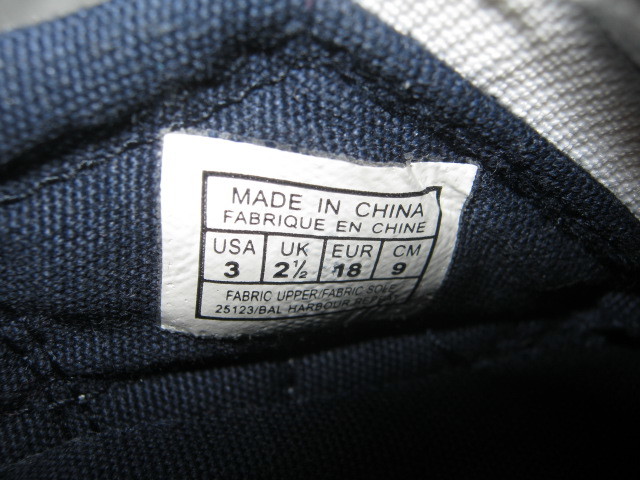 MADE IN CHINA
FABRIQUE EN CHINE
USA UK EUR CM
3 2½ 18 9
FABRIC UPPER/FABRIC SOLE
25123/BAL HARBOUR